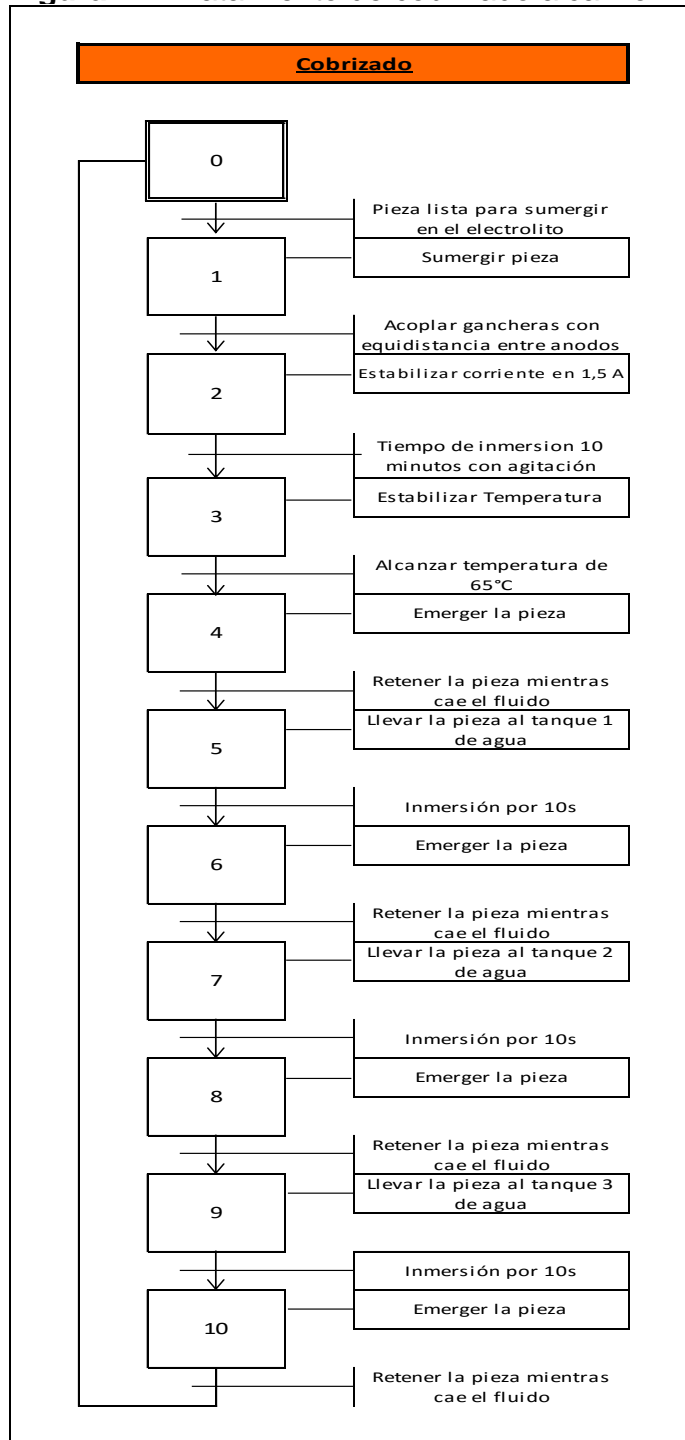 Cobrizado
0
Pieza lista para sumergir
en el electrolito
1
Sumergir pieza
Acoplar gancheras con
equidistancia entre anodos
2
Estabilizar corriente en 1,5 A
Tiempo de inmersion 10
minutos con agitación
3
Estabilizar Temperatura
Alcanzar temperatura de
65°C
4
Emerger la pieza
Retener la pieza mientras
cae el fluido
5
Llevar la pieza al tanque 1
de agua
Inmersión por 10s
6
Emerger la pieza
Retener la pieza mientras
cae el fluido
7
Llevar la pieza al tanque 2
de agua
Inmersión por 10s
8
Emerger la pieza
Retener la pieza mientras
cae el fluido
9
Llevar la pieza al tanque 3
de agua
Inmersión por 10s
10
Emerger la pieza
Retener la pieza mientras
cae el fluido